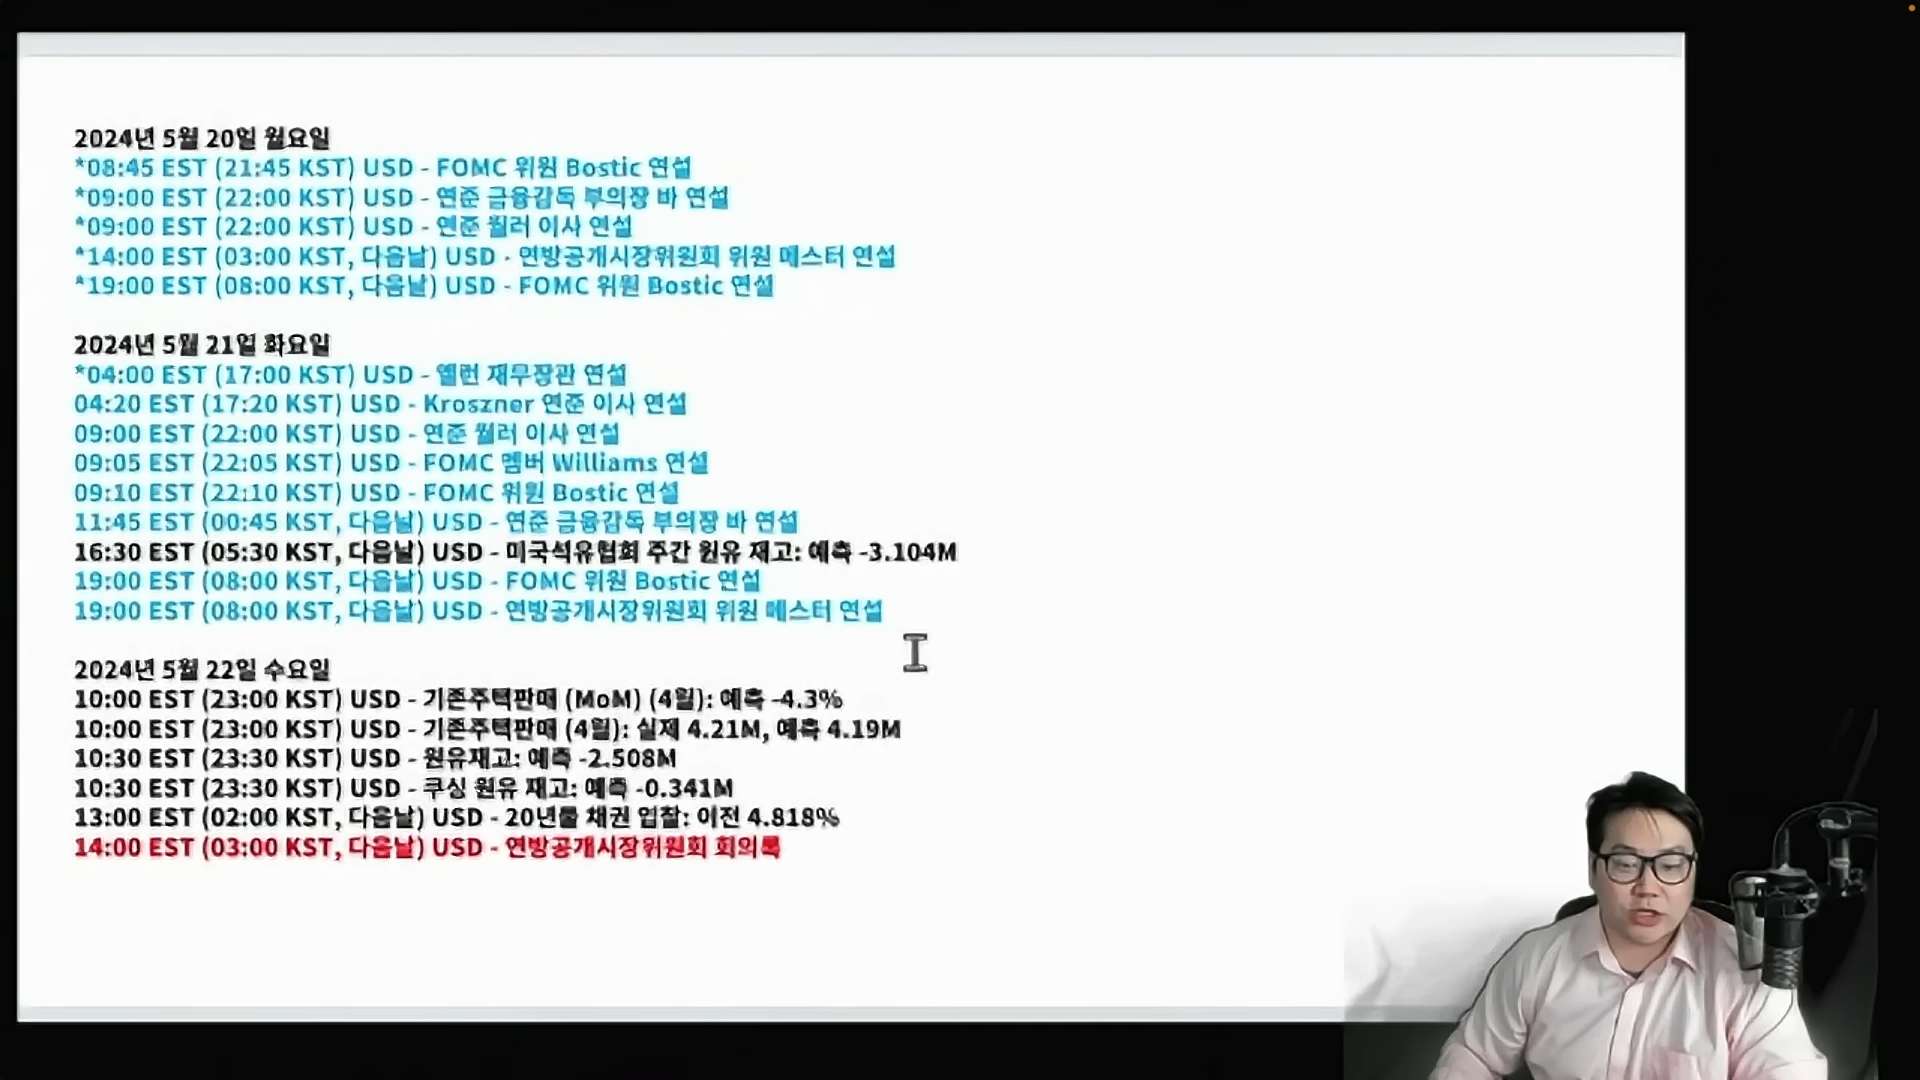 2024년 5월 20일 월요일
*08:45 EST (21:45 KST) USD - FOMC 위원 Bostic 연설
*09:00 EST (22:00 KST) USD - 연준 금융감독 부의장 바 연설
*09:00 EST (22:00 KST) USD - 연준 월러 이사 연설
*14:00 EST (03:00 KST, 다음날) USD - 연방공개시장위원회 위원 메스터 연설
*19:00 EST (08:00 KST, 다음날) USD - FOMC 위원 Bostic 연설
2024년 5월 21일 화요일
*04:00 EST (17:00 KST) USD - 옐런 재무장관 연설
04:20 EST (17:20 KST) USD - Kroszner 연준 이사 연설
09:00 EST (22:00 KST) USD - 연준 월러 이사 연설
09:05 EST (22:05 KST) USD - FOMC 멤버 Williams 연설
09:10 EST (22:10 KST) USD - FOMC 위원 Bostic 연설
11:45 EST (00:45 KST, 다음날) USD - 연준 금융감독 부의장 바 연설
16:30 EST (05:30 KST, 다음날) USD - 미국석유협회 주간 원유 재고: 예측 -3.104M
19:00 EST (08:00 KST, 다음날) USD - FOMC 위원 Bostic 연설
19:00 EST (08:00 KST, 다음날) USD - 연방공개시장위원회 위원 메스터 연설
2024년 5월 22일 수요일
10:00 EST (23:00 KST) USD - 기존주택판매 (MoM) (4월): 예측 -4.3%
10:00 EST (23:00 KST) USD - 기존주택판매 (4월): 실제 4.21M, 예측 4.19M
10:30 EST (23:30 KST) USD - 원유재고: 예측 -2.508M
10:30 EST (23:30 KST) USD - 쿠싱 원유 재고: 예측 -0.341M
13:00 EST (02:00 KST, 다음날) USD - 20년물 채권 입찰: 이전 4.818%
14:00 EST (03:00 KST, 다음날) USD - 연방공개시장위원회 회의록